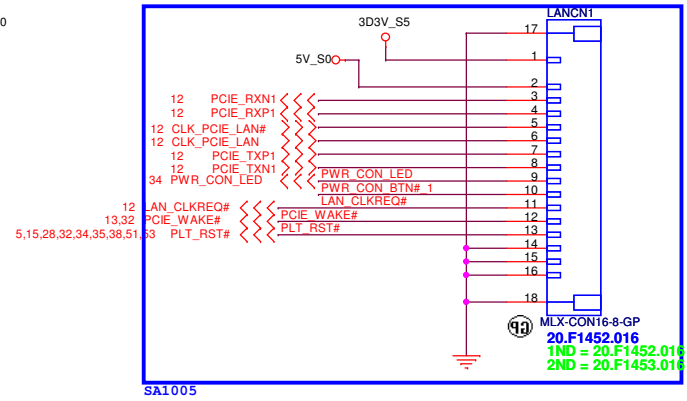 0
LANCN1
3D3V_S5
17
5V_S0
1
2
12 PCIE_RXN1 3
12 PCIE_RXP1 4
12 CLK_PCIE_LAN# 5
12 CLK_PCIE_LAN 6
12 PCIE_TXP1 7
12 PCIE_TXN1 8
34 PWR_CON_LED PWR_CON_LED 9
PWR_CON_BTN#_1 10
12 LAN_CLKREQ# LAN_CLKREQ# 11
13,32 PCIE_WAKE# PCIE_WAKE# 12
5,15,28,32,34,35,38,51,53 PLT_RST# PLT_RST# 13
14
15
16
18
GP
MLX-CON16-8-GP
20.F1452.016
1ND = 20.F1452.016
2ND = 20.F1453.016
SA1005